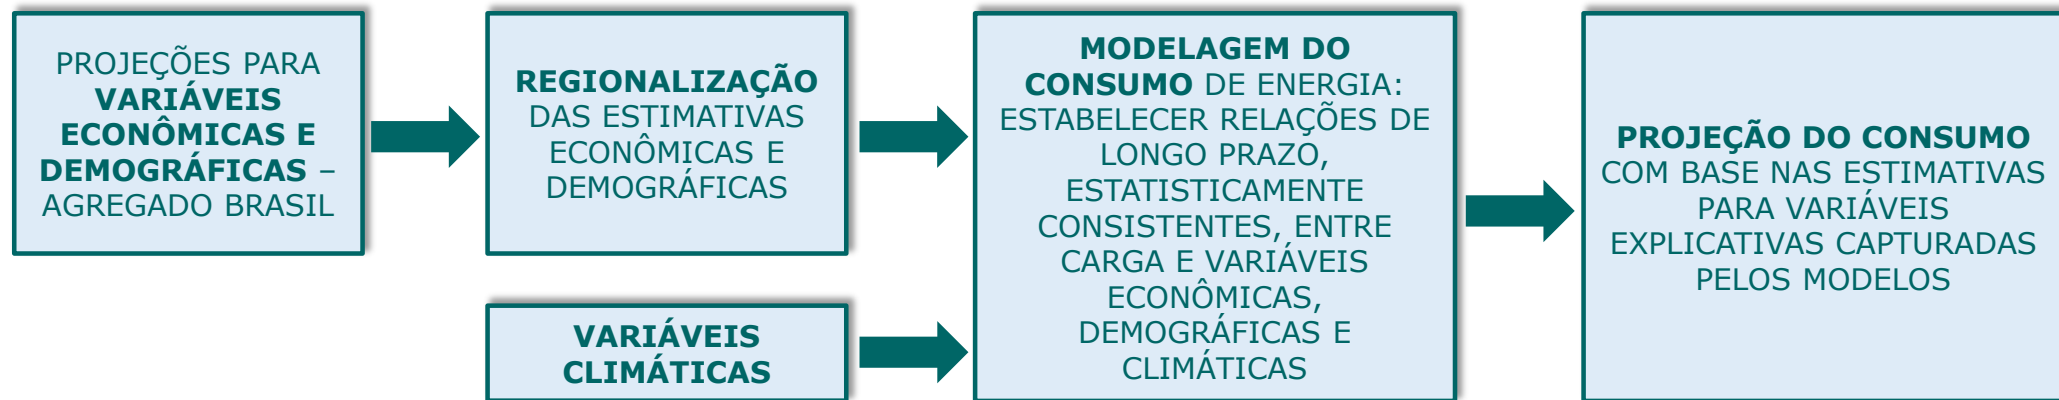 PROJEÇÕES PARA
VARIÁVEIS
ECONÔMICAS E
DEMOGRÁFICAS –
AGREGADO BRASIL
REGIONALIZAÇÃO
DAS ESTIMATIVAS
ECONÔMICAS E
DEMOGRÁFICAS
VARIÁVEIS
CLIMÁTICAS
MODELAGEM DO
CONSUMO DE ENERGIA:
ESTABELECER RELAÇÕES DE
LONGO PRAZO,
ESTATISTICAMENTE
CONSISTENTES, ENTRE
CARGA E VARIÁVEIS
ECONÔMICAS,
DEMOGRÁFICAS E
CLIMÁTICAS
PROJEÇÃO DO CONSUMO
COM BASE NAS ESTIMATIVAS
PARA VARIÁVEIS
EXPLICATIVAS CAPTURADAS
PELOS MODELOS